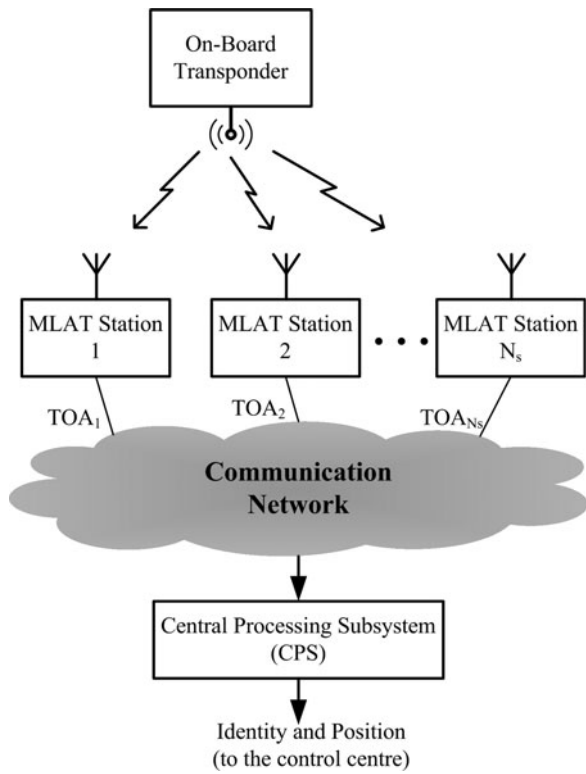 On-Board
Transponder
MLAT Station
1
MLAT Station
2
MLAT Station
Nₛ
TOA₁
TOA₂
TOA_Ns
Communication
Network
Central Processing Subsystem
(CPS)
Identity and Position
(to the control centre)